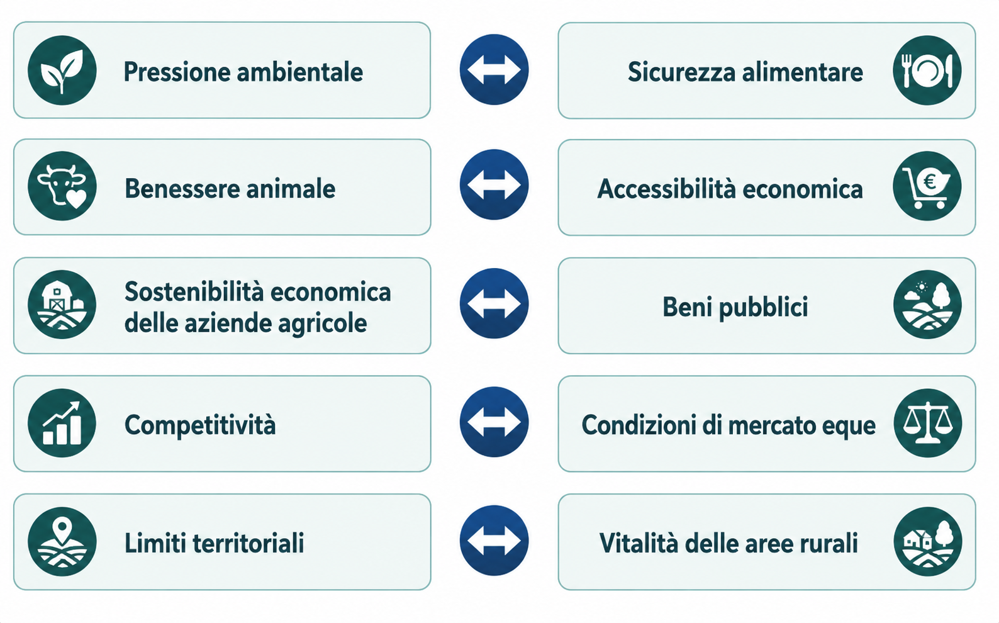 Pressione ambientale
Sicurezza alimentare
Benessere animale
Accessibilità economica
€
Sostenibilità economica
delle aziende agricole
Beni pubblici
Competitività
Condizioni di mercato eque
Limiti territoriali
Vitalità delle aree rurali